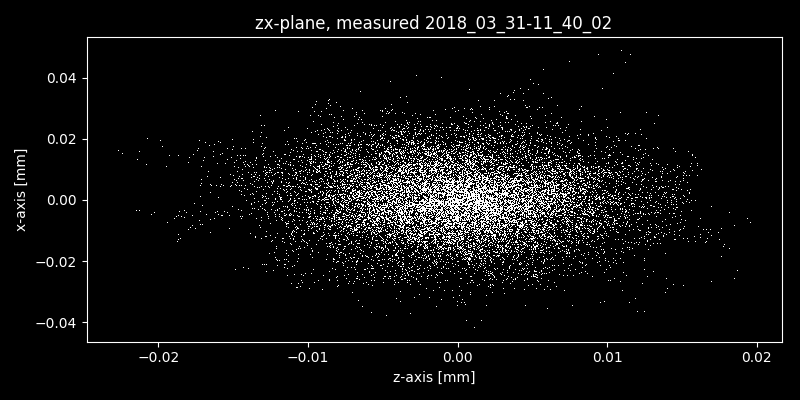 zx-plane, measured 2018_03_31-11_40_02
0.04
0.02
0.00
−0.02
−0.04
x-axis [mm]
−0.02 −0.01 0.00 0.01 0.02
z-axis [mm]